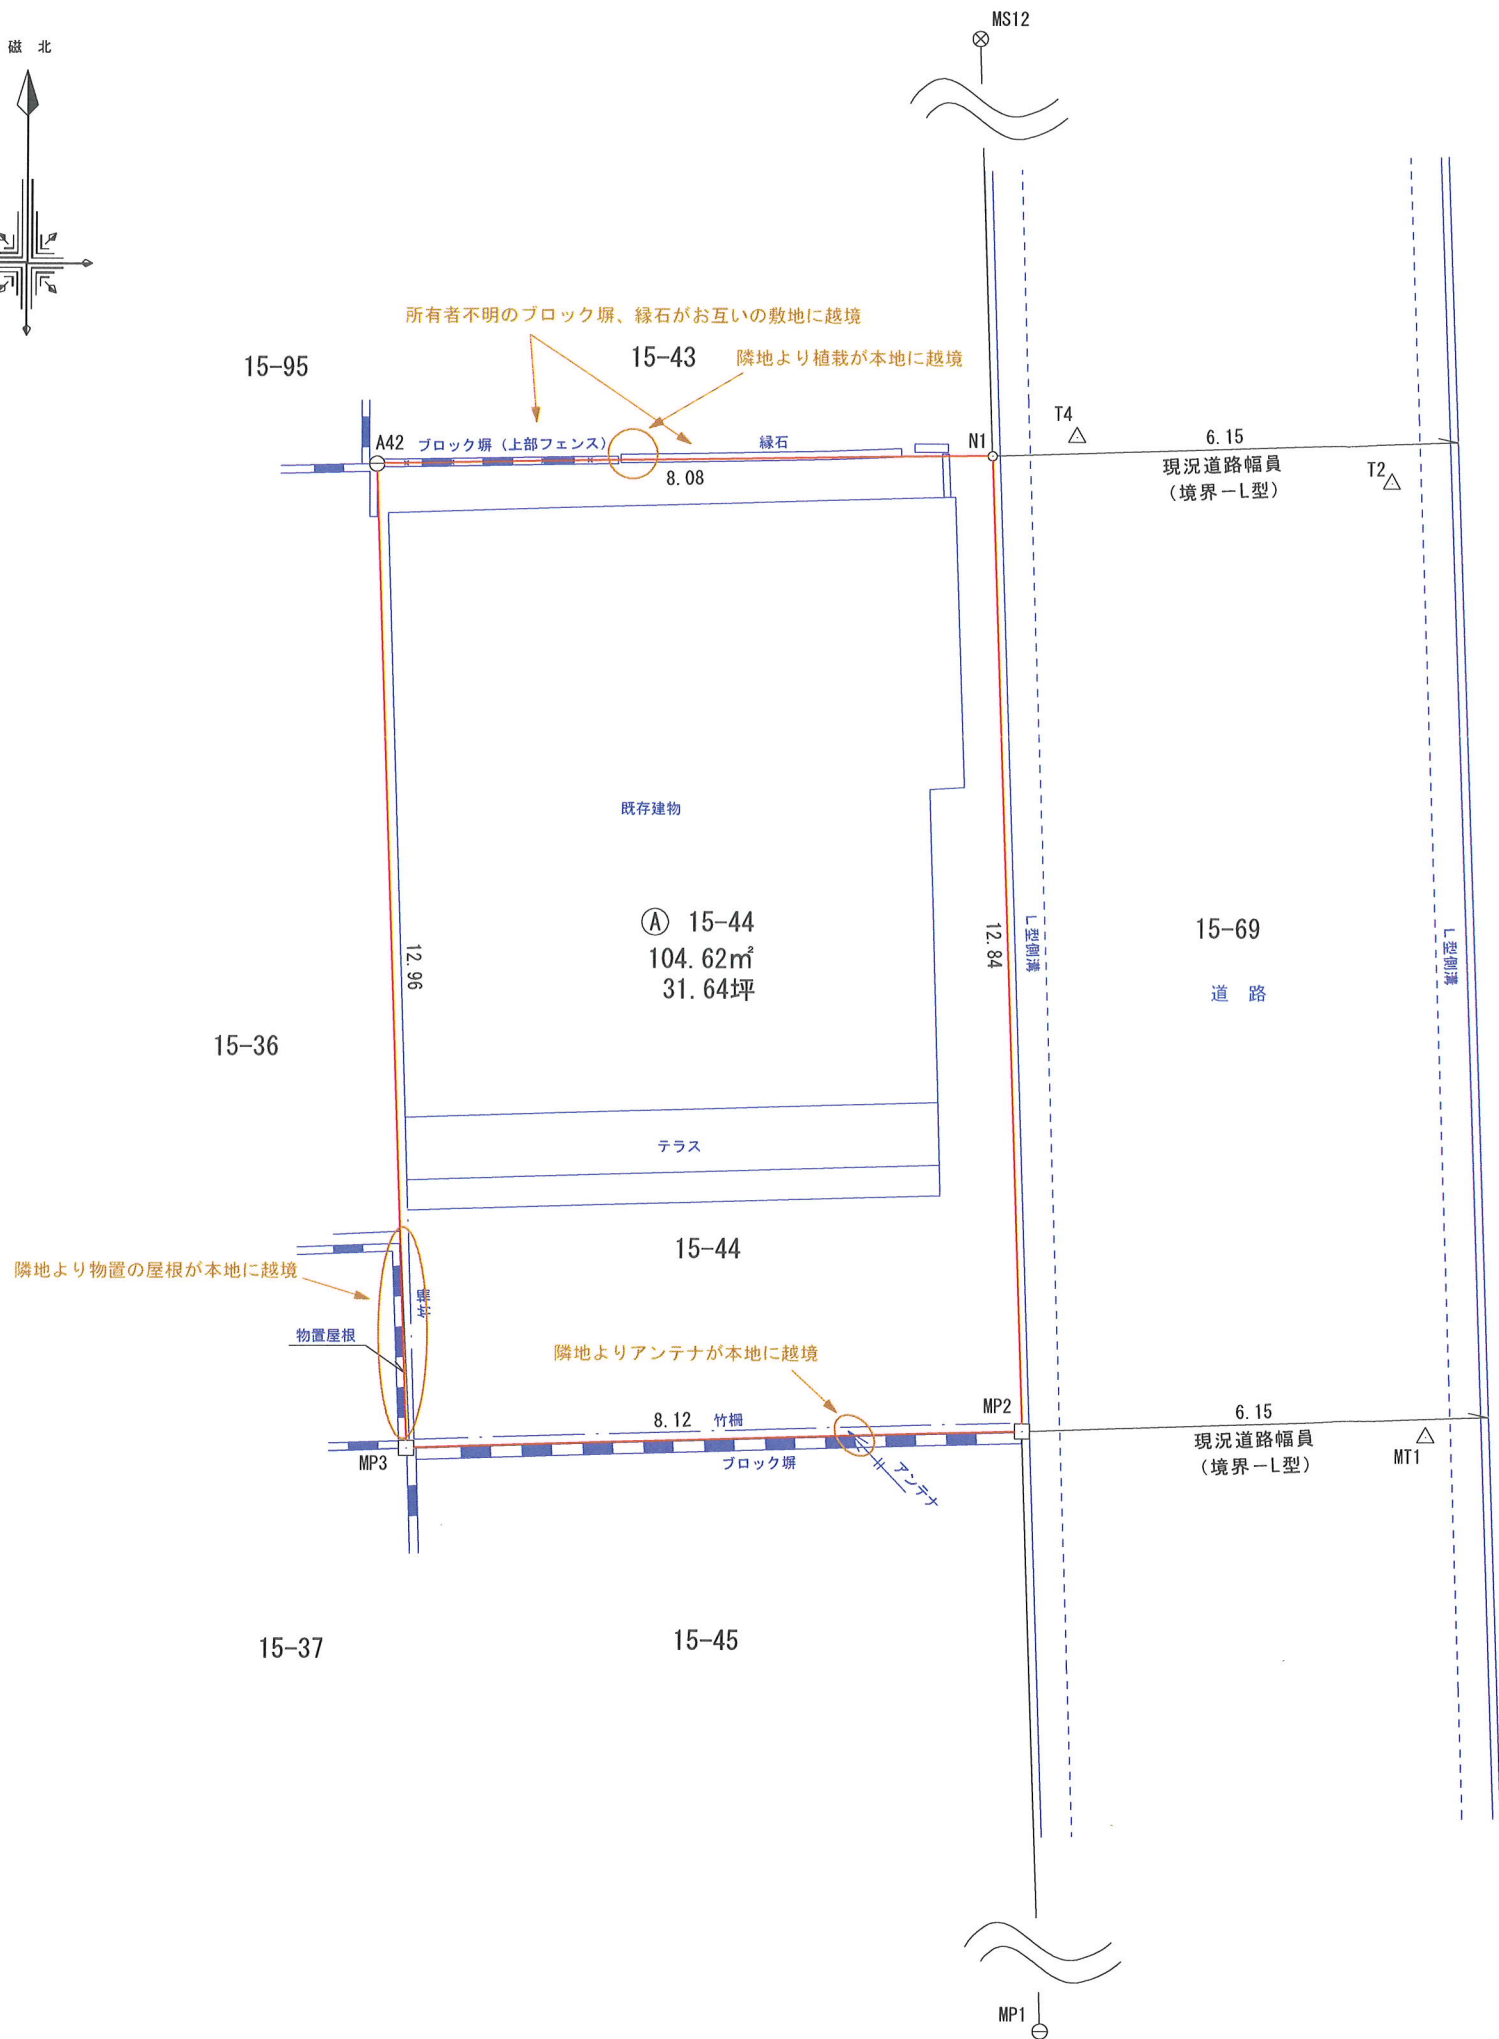 MS12
磁 北
所有者不明のブロック塀、縁石がお互いの敷地に越境
15-95
15-43
隣地より植栽が本地に越境
A42
ブロック塀（上部フェンス）
縁石
N1
T4
6.15
8.08
現況道路幅員
（境界－L型）
T2
既存建物
Ⓐ 15-44
104.62㎡
31.64坪
12.96
12.84
L型側溝
15-69
道 路
L型側溝
15-36
テラス
15-44
隣地より物置の屋根が本地に越境
竹柵
物置屋根
隣地よりアンテナが本地に越境
8.12
竹柵
MP2
6.15
現況道路幅員
（境界－L型）
MT1
MP3
ブロック塀
アンテナ
15-37
15-45
MP1